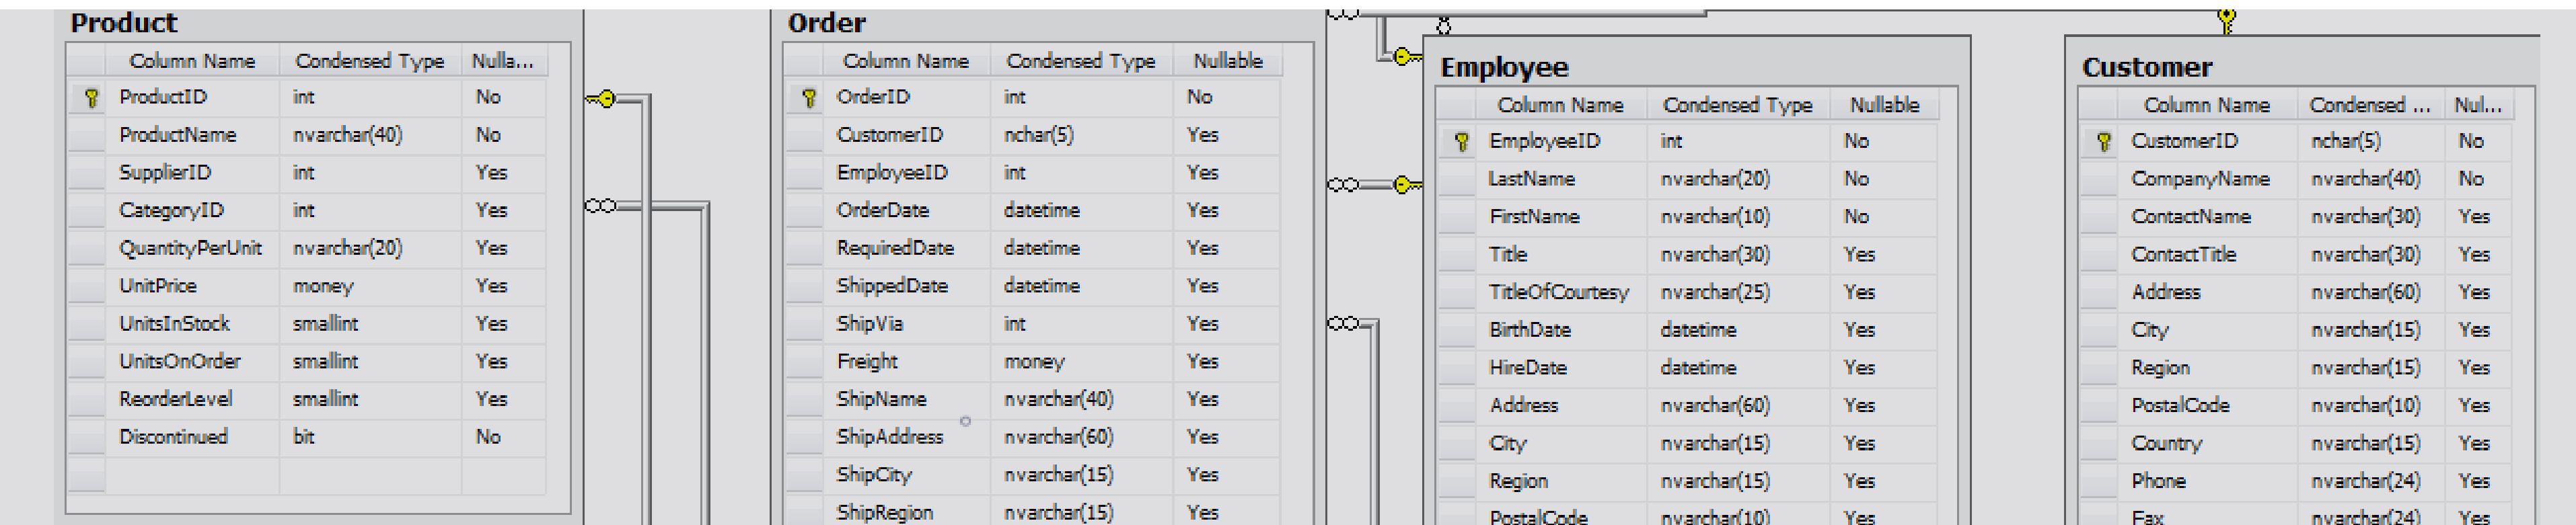 Product
Column Name Condensed Type Nulla...
ProductID int No
ProductName nvarchar(40) No
SupplierID int Yes
CategoryID int Yes
QuantityPerUnit nvarchar(20) Yes
UnitPrice money Yes
UnitsInStock smallint Yes
UnitsOnOrder smallint Yes
ReorderLevel smallint Yes
Discontinued bit No
Order
Column Name Condensed Type Nullable
OrderID int No
CustomerID nchar(5) Yes
EmployeeID int Yes
OrderDate datetime Yes
RequiredDate datetime Yes
ShippedDate datetime Yes
ShipVia int Yes
Freight money Yes
ShipName nvarchar(40) Yes
ShipAddress nvarchar(60) Yes
ShipCity nvarchar(15) Yes
ShipRegion nvarchar(15) Yes
Employee
Column Name Condensed Type Nullable
EmployeeID int No
LastName nvarchar(20) No
FirstName nvarchar(10) No
Title nvarchar(30) Yes
TitleOfCourtesy nvarchar(25) Yes
BirthDate datetime Yes
HireDate datetime Yes
Address nvarchar(60) Yes
City nvarchar(15) Yes
Region nvarchar(15) Yes
PostalCode nvarchar(10) Yes
Customer
Column Name Condensed ... Nul...
CustomerID nchar(5) No
CompanyName nvarchar(40) No
ContactName nvarchar(30) Yes
ContactTitle nvarchar(30) Yes
Address nvarchar(60) Yes
City nvarchar(15) Yes
Region nvarchar(15) Yes
PostalCode nvarchar(10) Yes
Country nvarchar(15) Yes
Phone nvarchar(24) Yes
Fax nvarchar(24) Yes